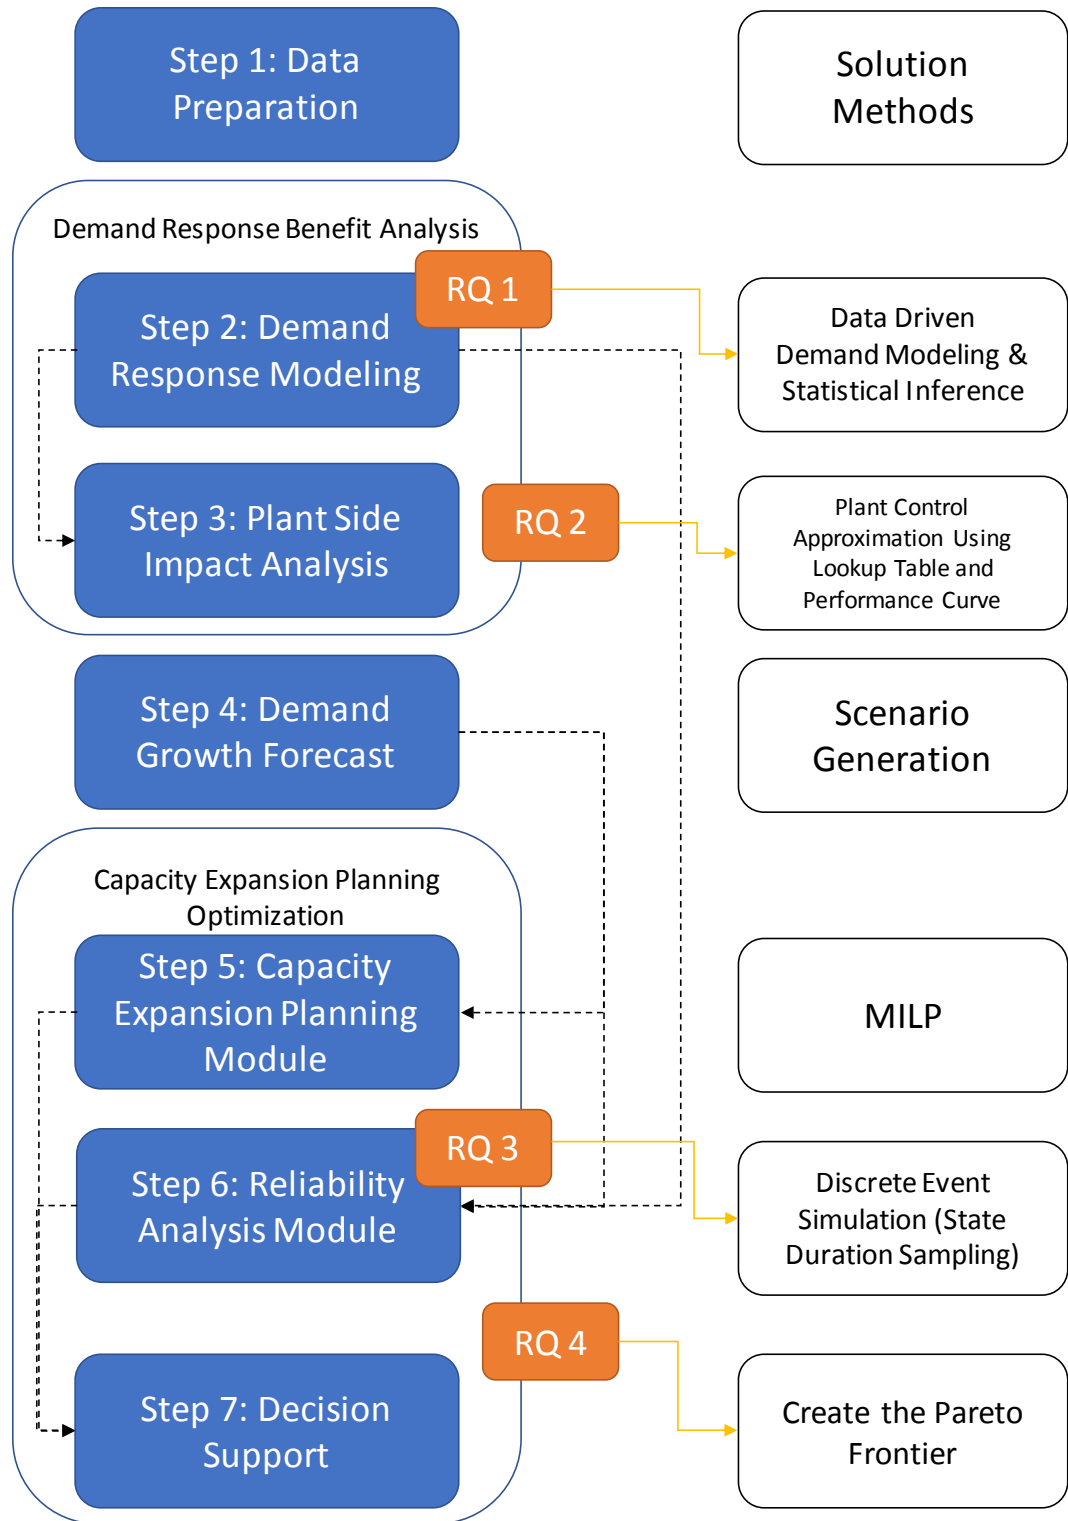 Step 1: Data
Preparation
Solution
Methods
Demand Response Benefit Analysis
RQ 1
Step 2: Demand
Response Modeling
Data Driven
Demand Modeling &
Statistical Inference
Step 3: Plant Side
Impact Analysis
RQ 2
Plant Control
Approximation Using
Lookup Table and
Performance Curve
Step 4: Demand
Growth Forecast
Scenario
Generation
Capacity Expansion Planning
Optimization
Step 5: Capacity
Expansion Planning
Module
MILP
RQ 3
Step 6: Reliability
Analysis Module
Discrete Event
Simulation (State
Duration Sampling)
RQ 4
Step 7: Decision
Support
Create the Pareto
Frontier